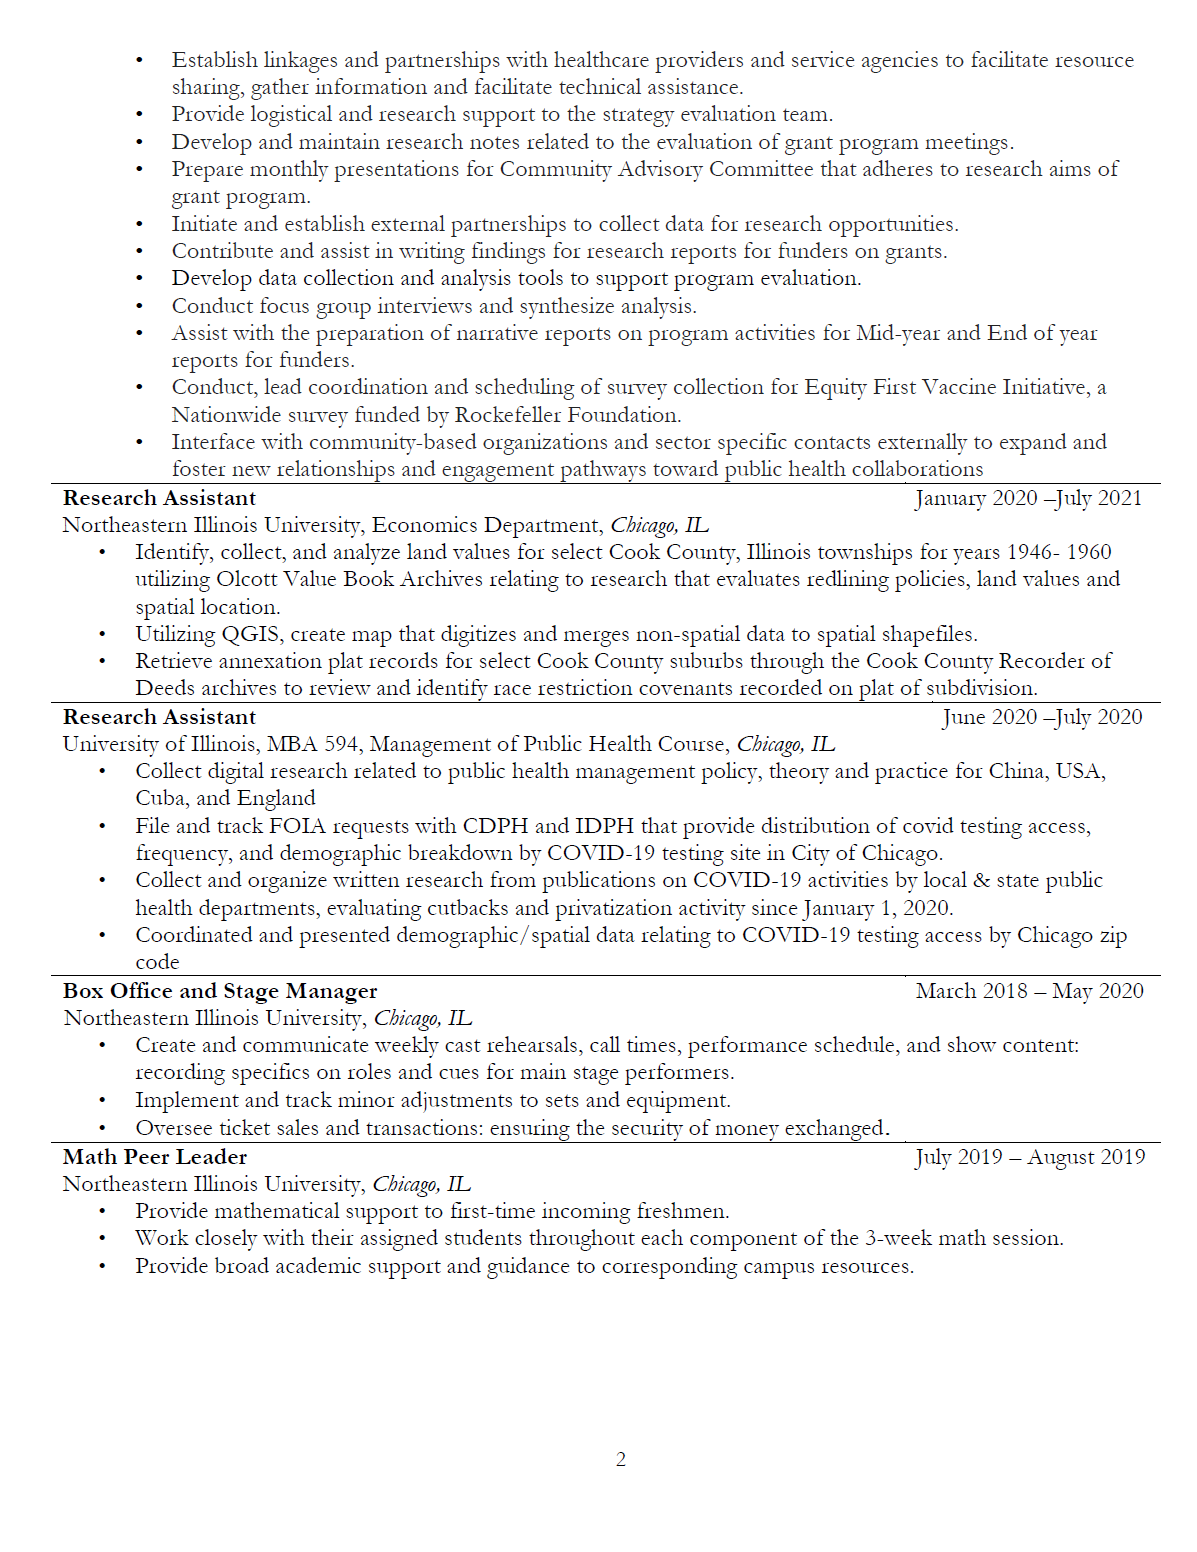 • Establish linkages and partnerships with healthcare providers and service agencies to facilitate resource
sharing, gather information and facilitate technical assistance.
• Provide logistical and research support to the strategy evaluation team.
• Develop and maintain research notes related to the evaluation of grant program meetings.
• Prepare monthly presentations for Community Advisory Committee that adheres to research aims of
grant program.
• Initiate and establish external partnerships to collect data for research opportunities.
• Contribute and assist in writing findings for research reports for funders on grants.
• Develop data collection and analysis tools to support program evaluation.
• Conduct focus group interviews and synthesize analysis.
• Assist with the preparation of narrative reports on program activities for Mid-year and End of year
reports for funders.
• Conduct, lead coordination and scheduling of survey collection for Equity First Vaccine Initiative, a
Nationwide survey funded by Rockefeller Foundation.
• Interface with community-based organizations and sector specific contacts externally to expand and
foster new relationships and engagement pathways toward public health collaborations
Research Assistant January 2020 –July 2021
Northeastern Illinois University, Economics Department, Chicago, IL
• Identify, collect, and analyze land values for select Cook County, Illinois townships for years 1946- 1960
utilizing Olcott Value Book Archives relating to research that evaluates redlining policies, land values and
spatial location.
• Utilizing QGIS, create map that digitizes and merges non-spatial data to spatial shapefiles.
• Retrieve annexation plat records for select Cook County suburbs through the Cook County Recorder of
Deeds archives to review and identify race restriction covenants recorded on plat of subdivision.
Research Assistant June 2020 –July 2020
University of Illinois, MBA 594, Management of Public Health Course, Chicago, IL
• Collect digital research related to public health management policy, theory and practice for China, USA,
Cuba, and England
• File and track FOIA requests with CDPH and IDPH that provide distribution of covid testing access,
frequency, and demographic breakdown by COVID-19 testing site in City of Chicago.
• Collect and organize written research from publications on COVID-19 activities by local & state public
health departments, evaluating cutbacks and privatization activity since January 1, 2020.
• Coordinated and presented demographic/spatial data relating to COVID-19 testing access by Chicago zip
code
Box Office and Stage Manager March 2018 – May 2020
Northeastern Illinois University, Chicago, IL
• Create and communicate weekly cast rehearsals, call times, performance schedule, and show content:
recording specifics on roles and cues for main stage performers.
• Implement and track minor adjustments to sets and equipment.
• Oversee ticket sales and transactions: ensuring the security of money exchanged.
Math Peer Leader July 2019 – August 2019
Northeastern Illinois University, Chicago, IL
• Provide mathematical support to first-time incoming freshmen.
• Work closely with their assigned students throughout each component of the 3-week math session.
• Provide broad academic support and guidance to corresponding campus resources.
2